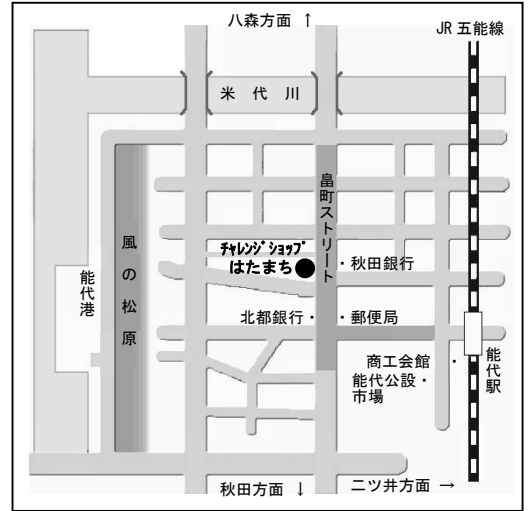 八森方面 ↑
JR 五能線
米代川
畠町ストリート
風の松原
能代港
チャレンジショップ
はたまち●
・秋田銀行
北都銀行・
・郵便局
商工会館 ・
能代公設・
市場
能代駅
秋田方面 ↓
二ツ井方面 →